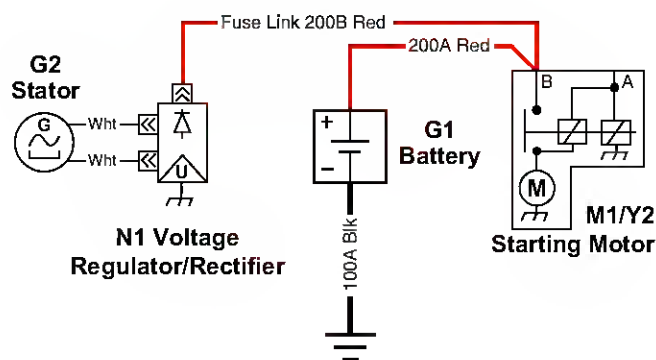 Fuse Link 200B Red
200A Red
G2
Stator
G
Wht
Wht
U
N1 Voltage
Regulator/Rectifier
+
−
G1
Battery
100A Blk
B
A
M
M1/Y2
Starting Motor